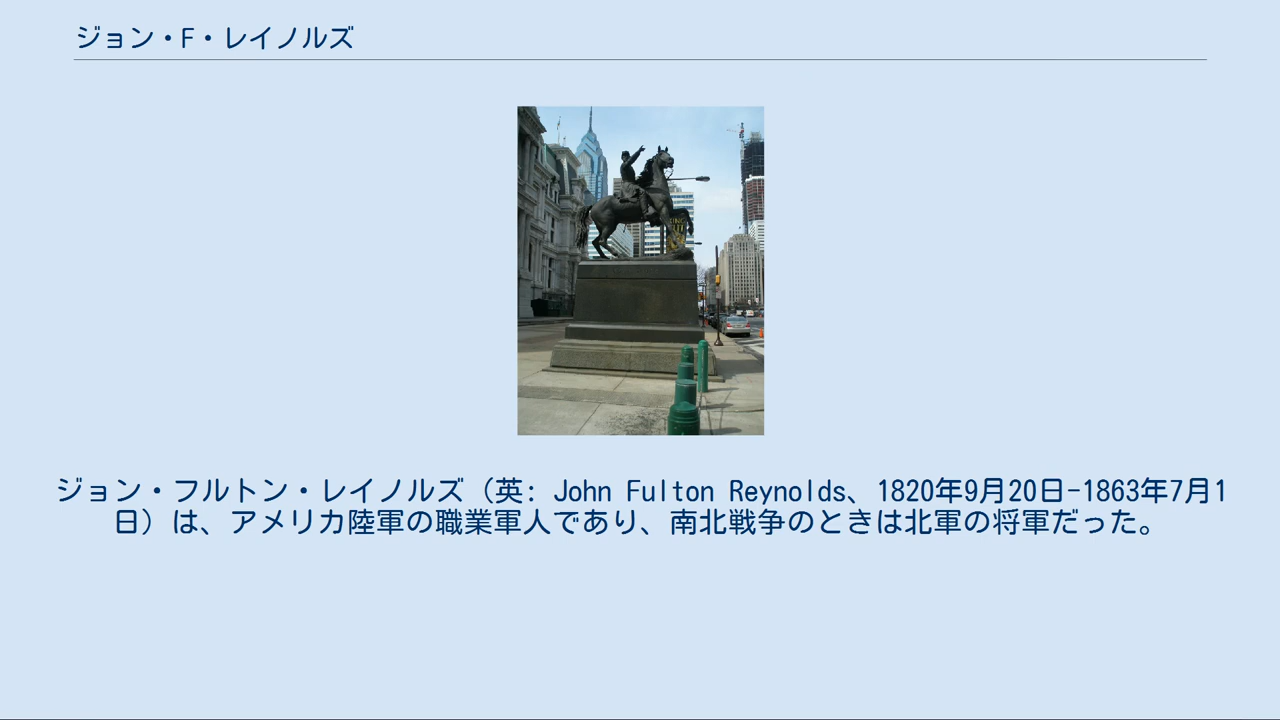 ジョン・F・レイノルズ
ジョン・フルトン・レイノルズ（英: John Fulton Reynolds、1820年9月20日-1863年7月1
日）は、アメリカ陸軍の職業軍人であり、南北戦争のときは北軍の将軍だった。